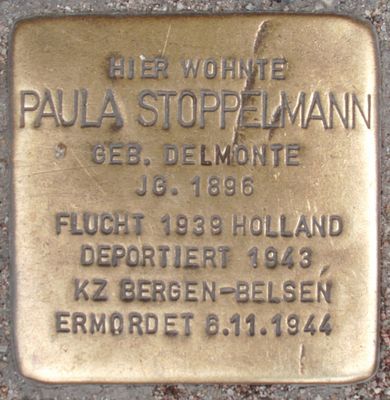 HIER WOHNTE
PAULA STOPPELMANN
GEB. DELMONTE
JG. 1896
FLUCHT 1939 HOLLAND
DEPORTIERT 1943
KZ BERGEN-BELSEN
ERMORDET 6.11.1944